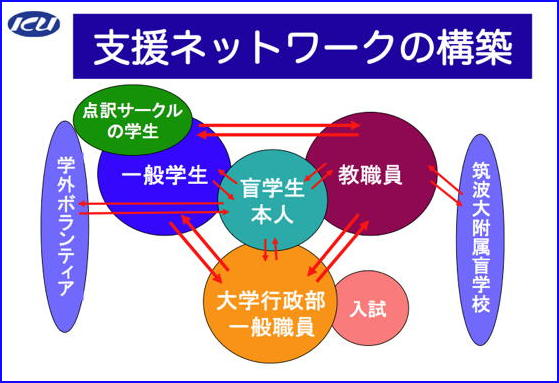 ICU
支援ネットワークの構築
点訳サークル
の学生
学外ボランティア
一般学生
盲学生
本人
教職員
筑波大附属盲学校
大学行政部
一般職員
入試